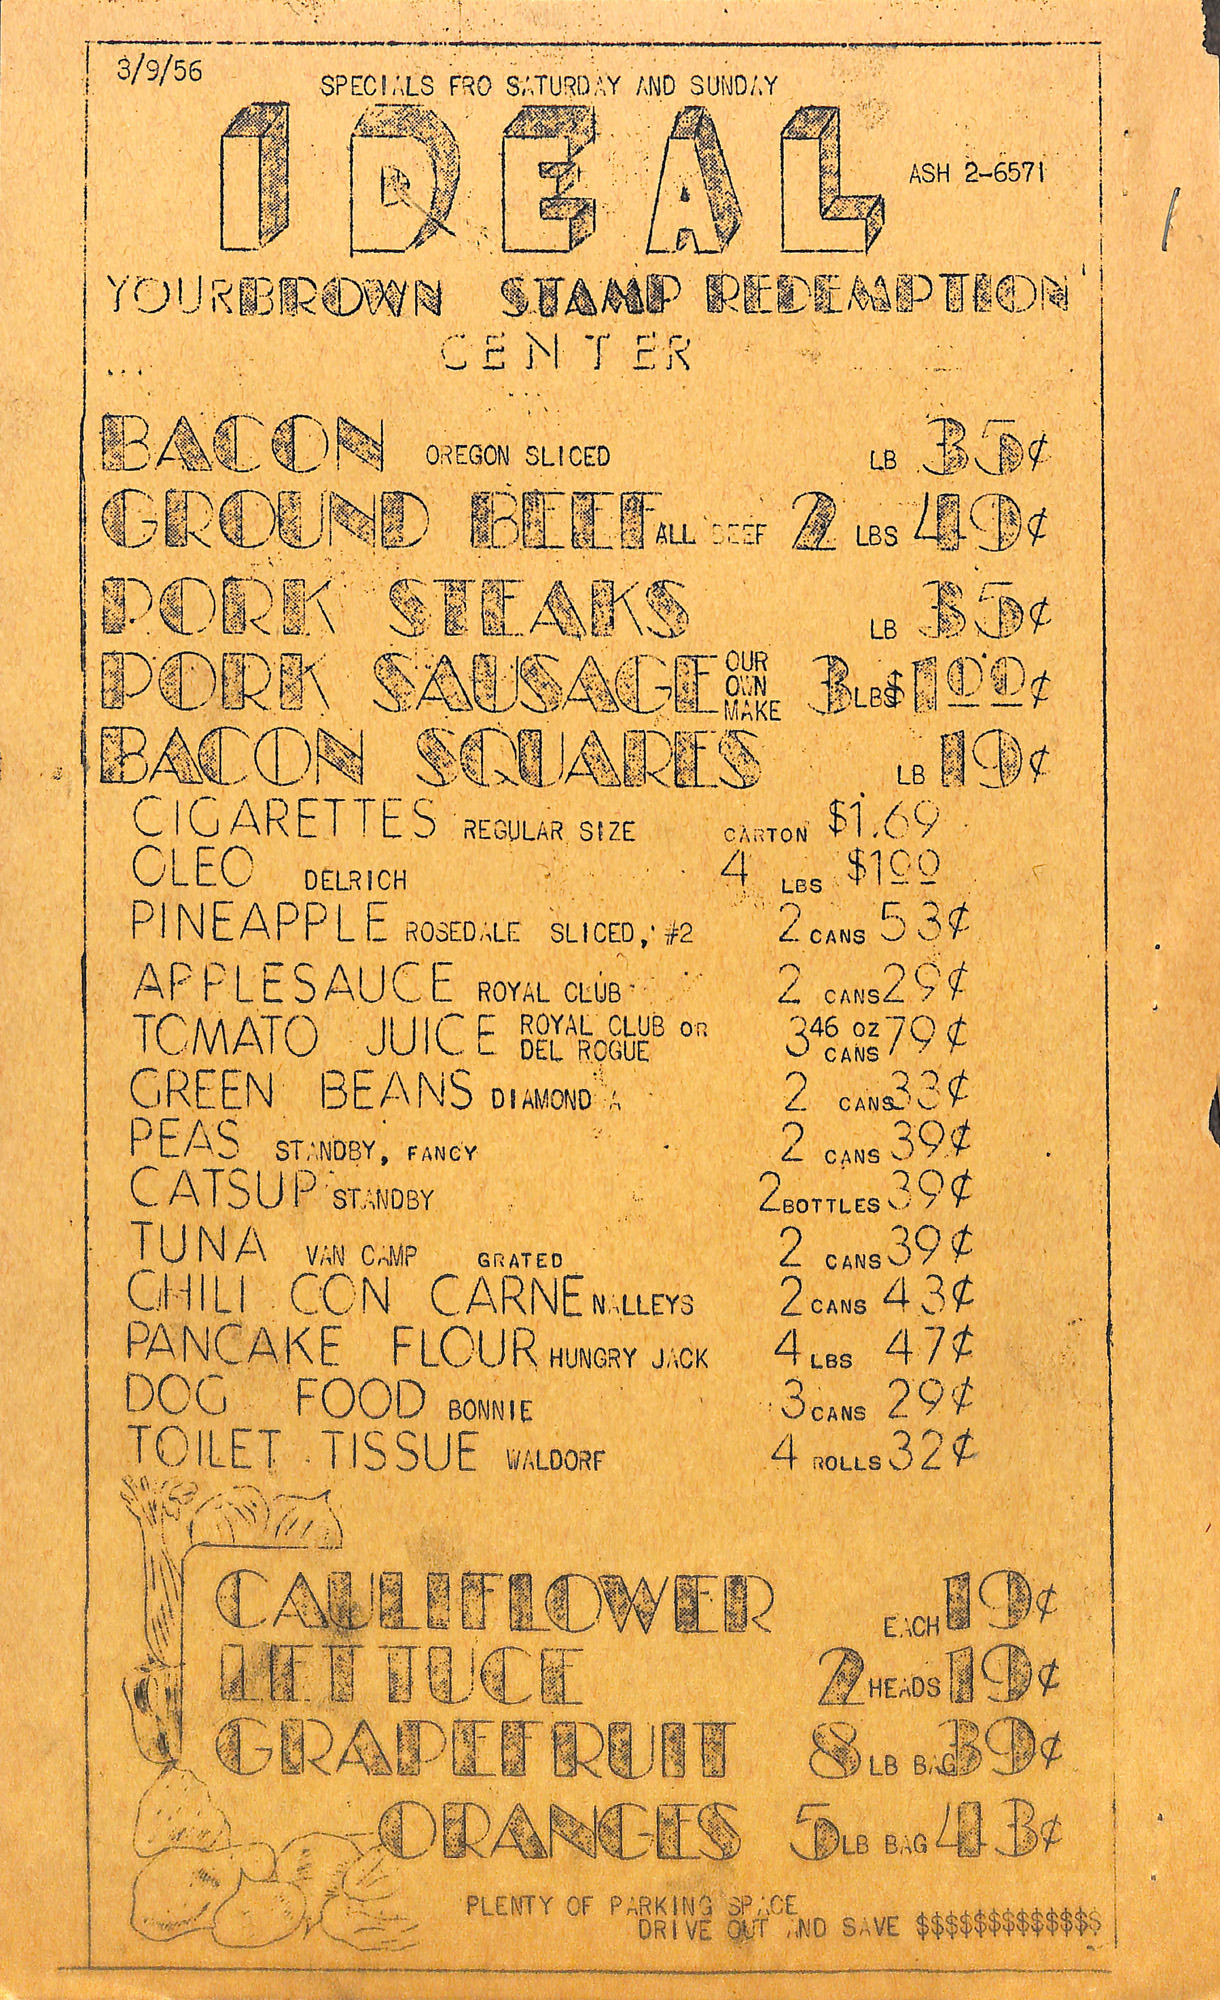 3/9/56
SPECIALS FRO SATURDAY AND SUNDAY
IDEAL
ASH 2-6571
YOUR BROWN STAMP REDEMPTION
CENTER
BACON OREGON SLICED LB 35¢
GROUND BEEF ALL BEEF 2 LBS 49¢
PORK STEAKS LB 35¢
PORK SAUSAGE OUR OWN MAKE 3 LBS $1.00¢
BACON SQUARES LB 19¢
CIGARETTES REGULAR SIZE CARTON $1.69
OLEO DELRICH 4 LBS $100
PINEAPPLE ROSEDALE SLICED, #2 2 CANS 53¢
APPLESAUCE ROYAL CLUB 2 CANS 29¢
TOMATO JUICE ROYAL CLUB OR DEL ROGUE 3 46 OZ CANS 79¢
GREEN BEANS DIAMOND A 2 CANS 33¢
PEAS STANDBY, FANCY 2 CANS 39¢
CATSUP STANDBY 2 BOTTLES 39¢
TUNA VAN CAMP GRATED 2 CANS 39¢
CHILI CON CARNE NALLEYS 2 CANS 43¢
PANCAKE FLOUR HUNGRY JACK 4 LBS 47¢
DOG FOOD BONNIE 3 CANS 29¢
TOILET TISSUE WALDORF 4 ROLLS 32¢
CAULIFLOWER EACH 19¢
LETTUCE 2 HEADS 19¢
GRAPEFRUIT 8 LB BAG 39¢
ORANGES 5 LB BAG 43¢
PLENTY OF PARKING SPACE
DRIVE OUT AND SAVE $$$$$$$$$$$$$